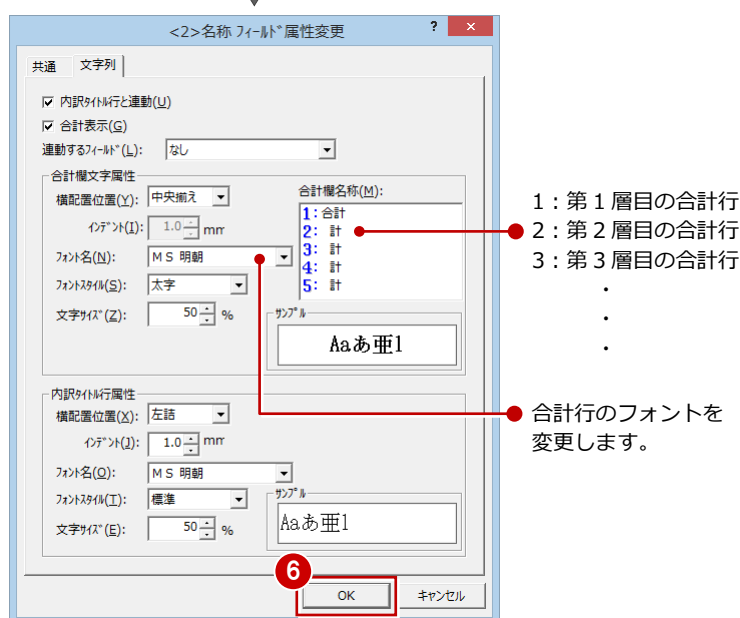 <2>名称 フィールド属性変更 ? ×
共通 文字列
内訳タイトル行と連動(U)
合計表示(G)
連動するフィールド(L): なし
合計欄文字属性
横配置位置(Y): 中央揃え
合計欄名称(M):
インデント(I): 1.0 mm
フォント名(N): ＭＳ 明朝
フォントスタイル(S): 太字
文字サイズ(Z): 50 %
1:合計
2: 計
3: 計
4: 計
5: 計
サンプル
Aaあ亜1
1：第１層目の合計行
2：第２層目の合計行
3：第３層目の合計行
・
・
・
内訳タイトル行属性
横配置位置(X): 左詰
インデント(J): 1.0 mm
フォント名(O): ＭＳ 明朝
フォントスタイル(T): 標準
文字サイズ(E): 50 %
サンプル
Aaあ亜1
合計行のフォントを
変更します。
6
OK キャンセル